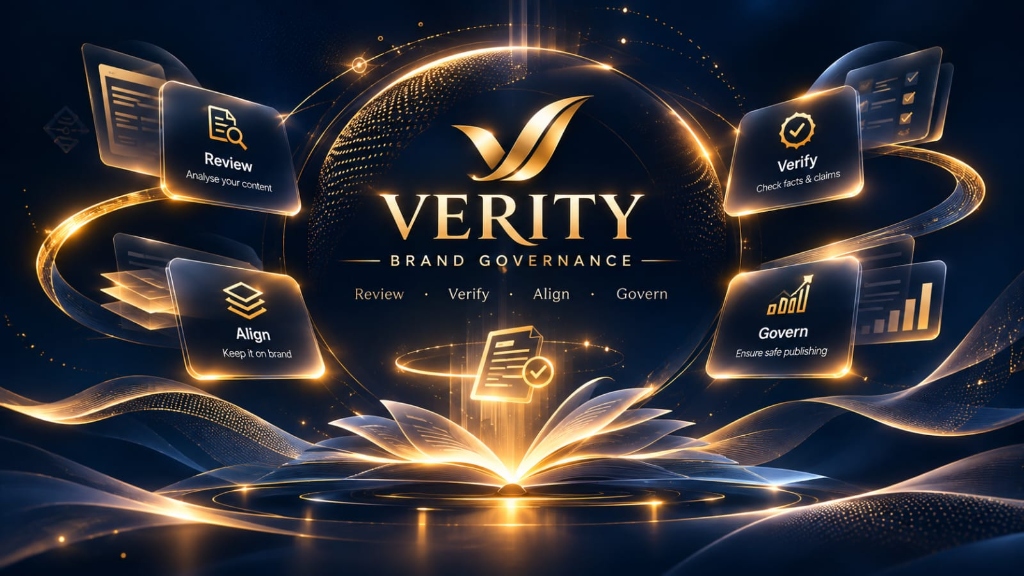 VERITY
BRAND GOVERNANCE
Review · Verify · Align · Govern
Review
Analyse your content
Verify
Check facts & claims
Align
Keep it on brand
Govern
Ensure safe publishing